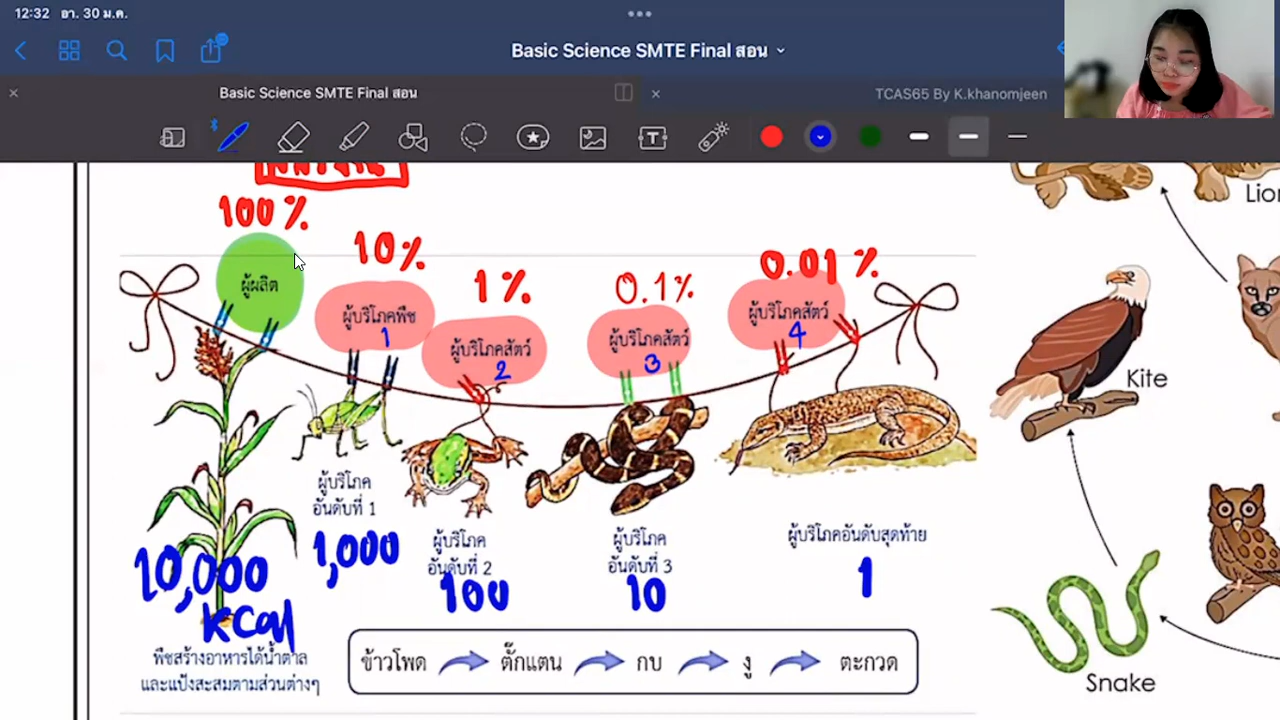 12:32 อา. 30 ม.ค.
Basic Science SMTE Final สอน
Basic Science SMTE Final สอน
TCAS65 By K.khanomjeen
100 %
10%
1 %
0.1 %
0.01 %
ผู้ผลิต
ผู้บริโภคพืช
1
ผู้บริโภคสัตว์
2
ผู้บริโภคสัตว์
3
ผู้บริโภคสัตว์
4
Kite
ผู้บริโภค
อันดับที่ 1
1,000
ผู้บริโภค
อันดับที่ 2
100
ผู้บริโภค
อันดับที่ 3
10
ผู้บริโภคอันดับสุดท้าย
1
10,000
kcal
พืชสร้างอาหารได้น้ำตาล
และแป้งสะสมตามส่วนต่างๆ
ข้าวโพด ตั๊กแตน กบ งู ตะกวด
Snake